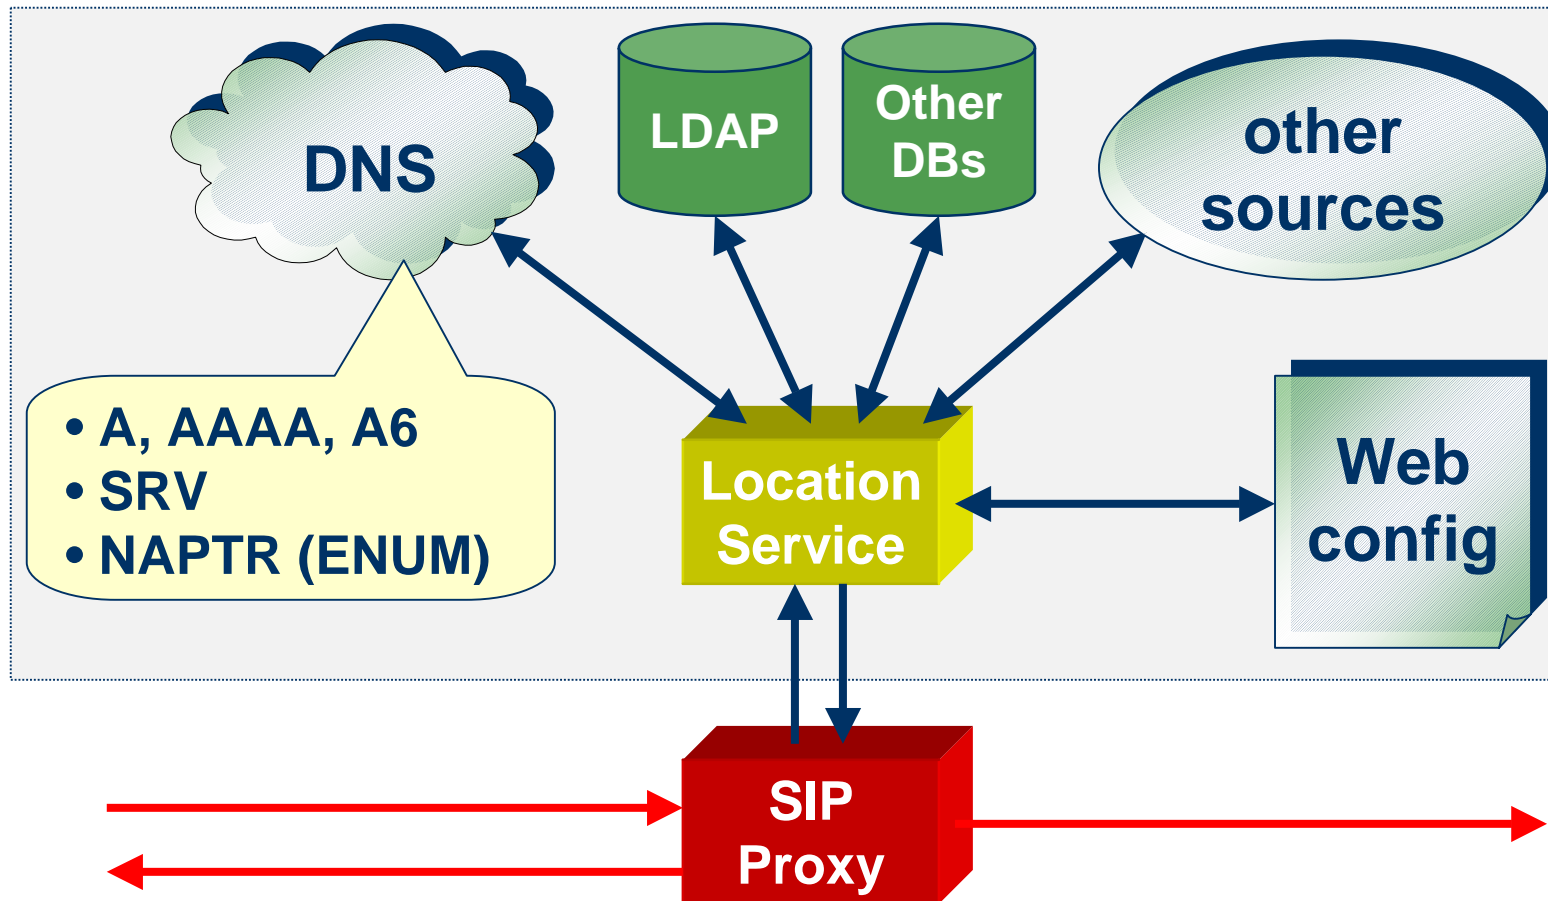 DNS
LDAP
Other
DBs
other
sources
• A, AAAA, A6
• SRV
• NAPTR (ENUM)
Location
Service
Web
config
SIP
Proxy